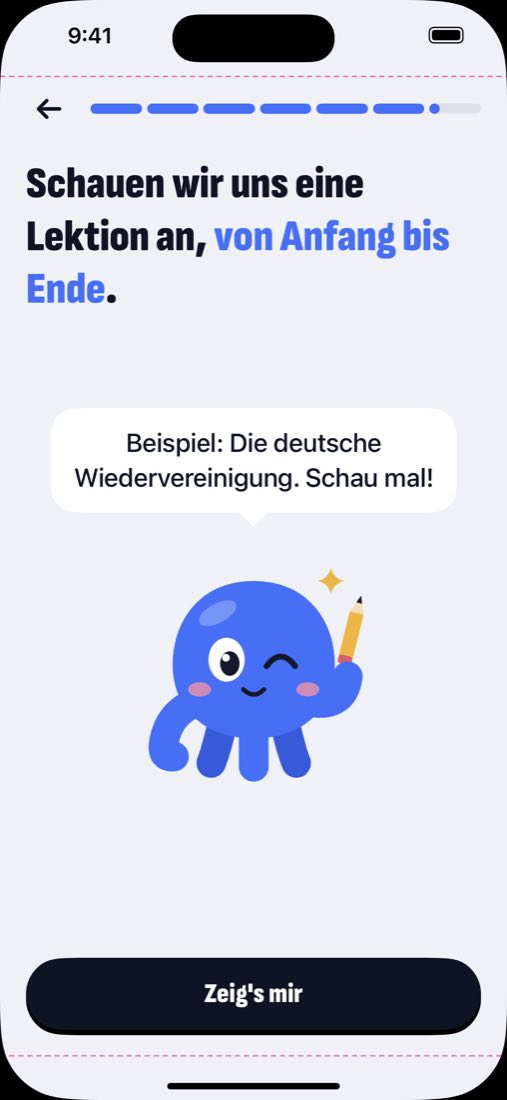 9:41
Schauen wir uns eine
Lektion an, von Anfang bis
Ende.
Beispiel: Die deutsche
Wiedervereinigung. Schau mal!
Zeig's mir